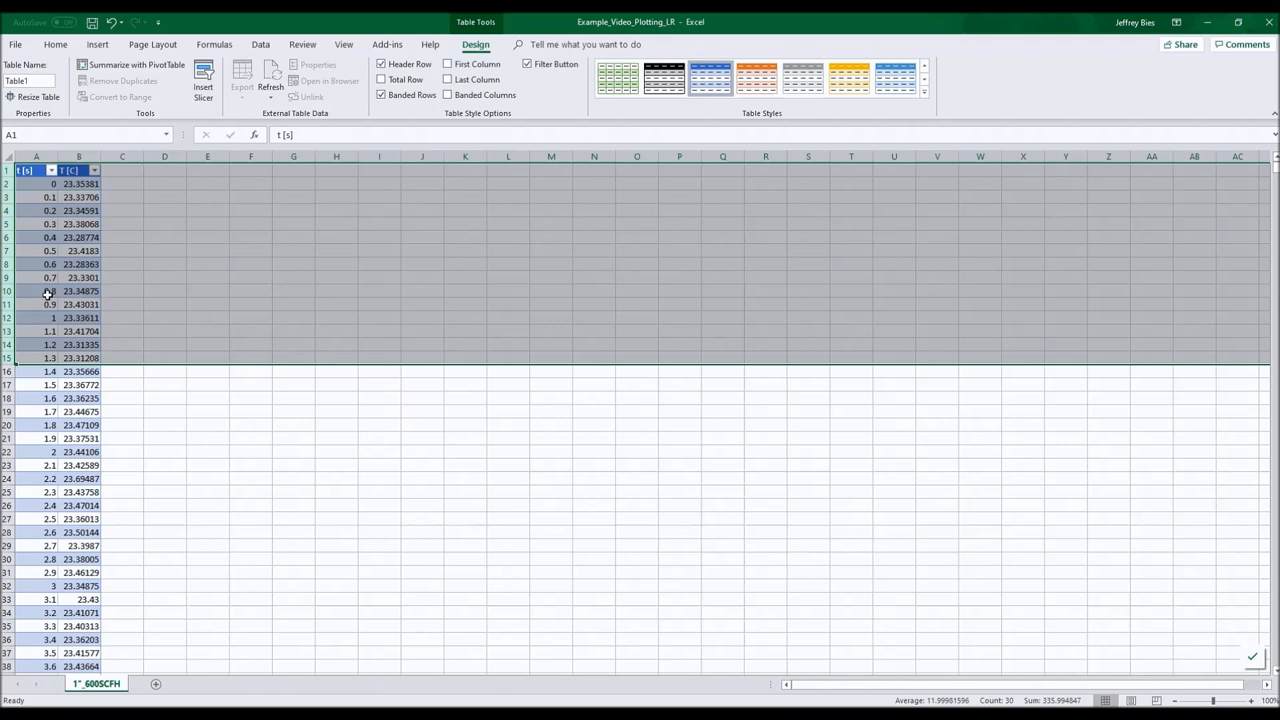 AutoSave Off Table Tools Example_Video_Plotting_LR - Excel Jeffrey Bies
File Home Insert Page Layout Formulas Data Review View Add-ins Help Design Tell me what you want to do Share Comments
Table Name: Summarize with PivotTable Properties Header Row First Column Filter Button
Table1 Remove Duplicates Open in Browser Total Row Last Column
Resize Table Convert to Range Insert Slicer Export Refresh Unlink Banded Rows Banded Columns
Properties Tools External Table Data Table Style Options Table Styles
A1 fx t [s]
A B C D E F G H I J K L M N O P Q R S T U V W X Y Z AA AB AC
1 t [s] T [C]
2 0 23.35381
3 0.1 23.33706
4 0.2 23.34591
5 0.3 23.38068
6 0.4 23.28774
7 0.5 23.4183
8 0.6 23.28363
9 0.7 23.3301
10 0.8 23.34875
11 0.9 23.43031
12 1 23.33611
13 1.1 23.41704
14 1.2 23.31335
15 1.3 23.31208
16 1.4 23.35666
17 1.5 23.36772
18 1.6 23.36235
19 1.7 23.44675
20 1.8 23.47109
21 1.9 23.37531
22 2 23.44106
23 2.1 23.42589
24 2.2 23.69487
25 2.3 23.43758
26 2.4 23.47014
27 2.5 23.36013
28 2.6 23.50144
29 2.7 23.3987
30 2.8 23.38005
31 2.9 23.46129
32 3 23.34875
33 3.1 23.43
34 3.2 23.41071
35 3.3 23.40313
36 3.4 23.36203
37 3.5 23.41577
38 3.6 23.43664
1"_600SCFH
Ready Average: 11.99981596 Count: 30 Sum: 335.994847 100%